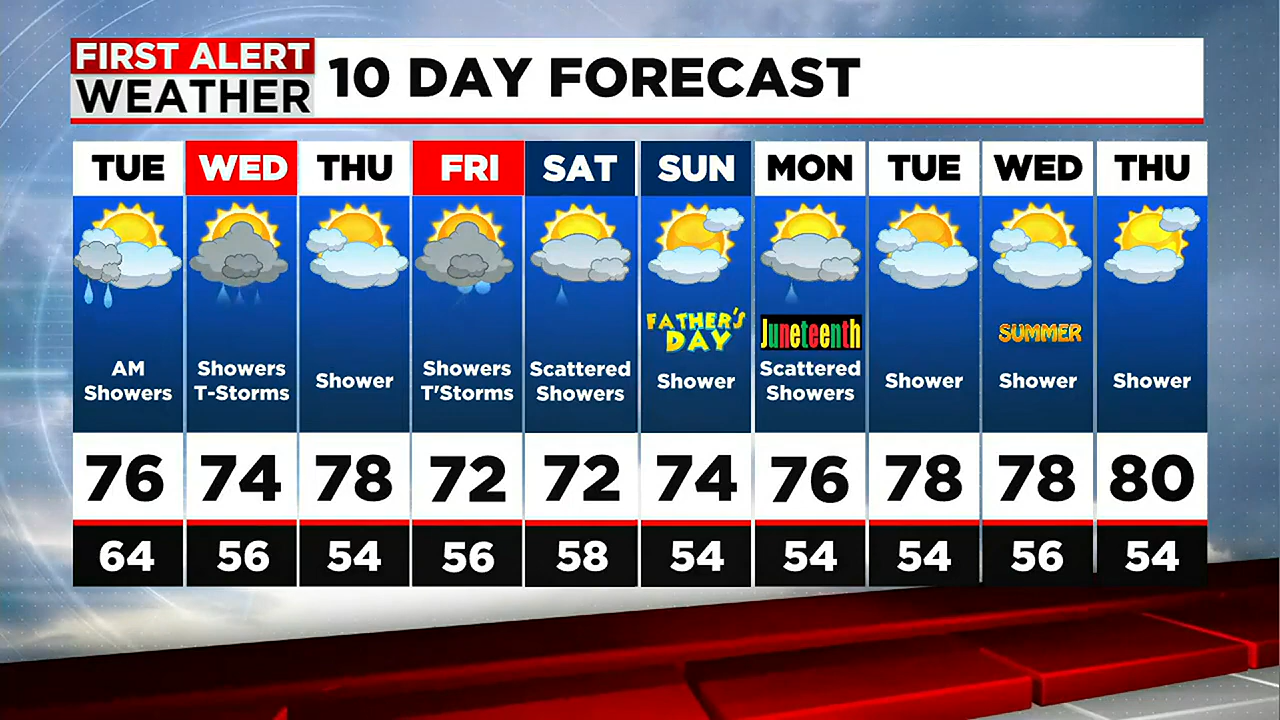 FIRST ALERT
WEATHER
10 DAY FORECAST
TUE WED THU FRI SAT SUN MON TUE WED THU
FATHER'S
DAY
Juneteenth
SUMMER
AM
Showers
Showers
T-Storms
Shower
Showers
T'Storms
Scattered
Showers
Shower
Scattered
Showers
Shower
Shower
Shower
76 74 78 72 72 74 76 78 78 80
64 56 54 56 58 54 54 54 56 54